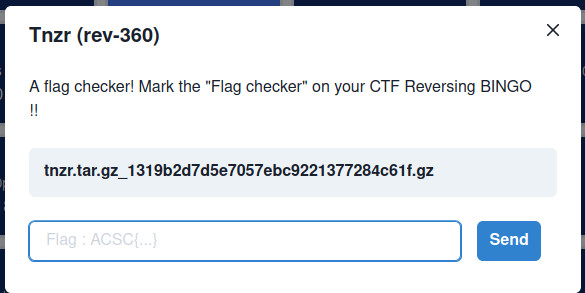 Tnzr (rev-360)
A flag checker! Mark the "Flag checker" on your CTF Reversing BINGO
!!
tnzr.tar.gz_1319b2d7d5e7057ebc9221377284c61f.gz
Flag : ACSC{...}
Send